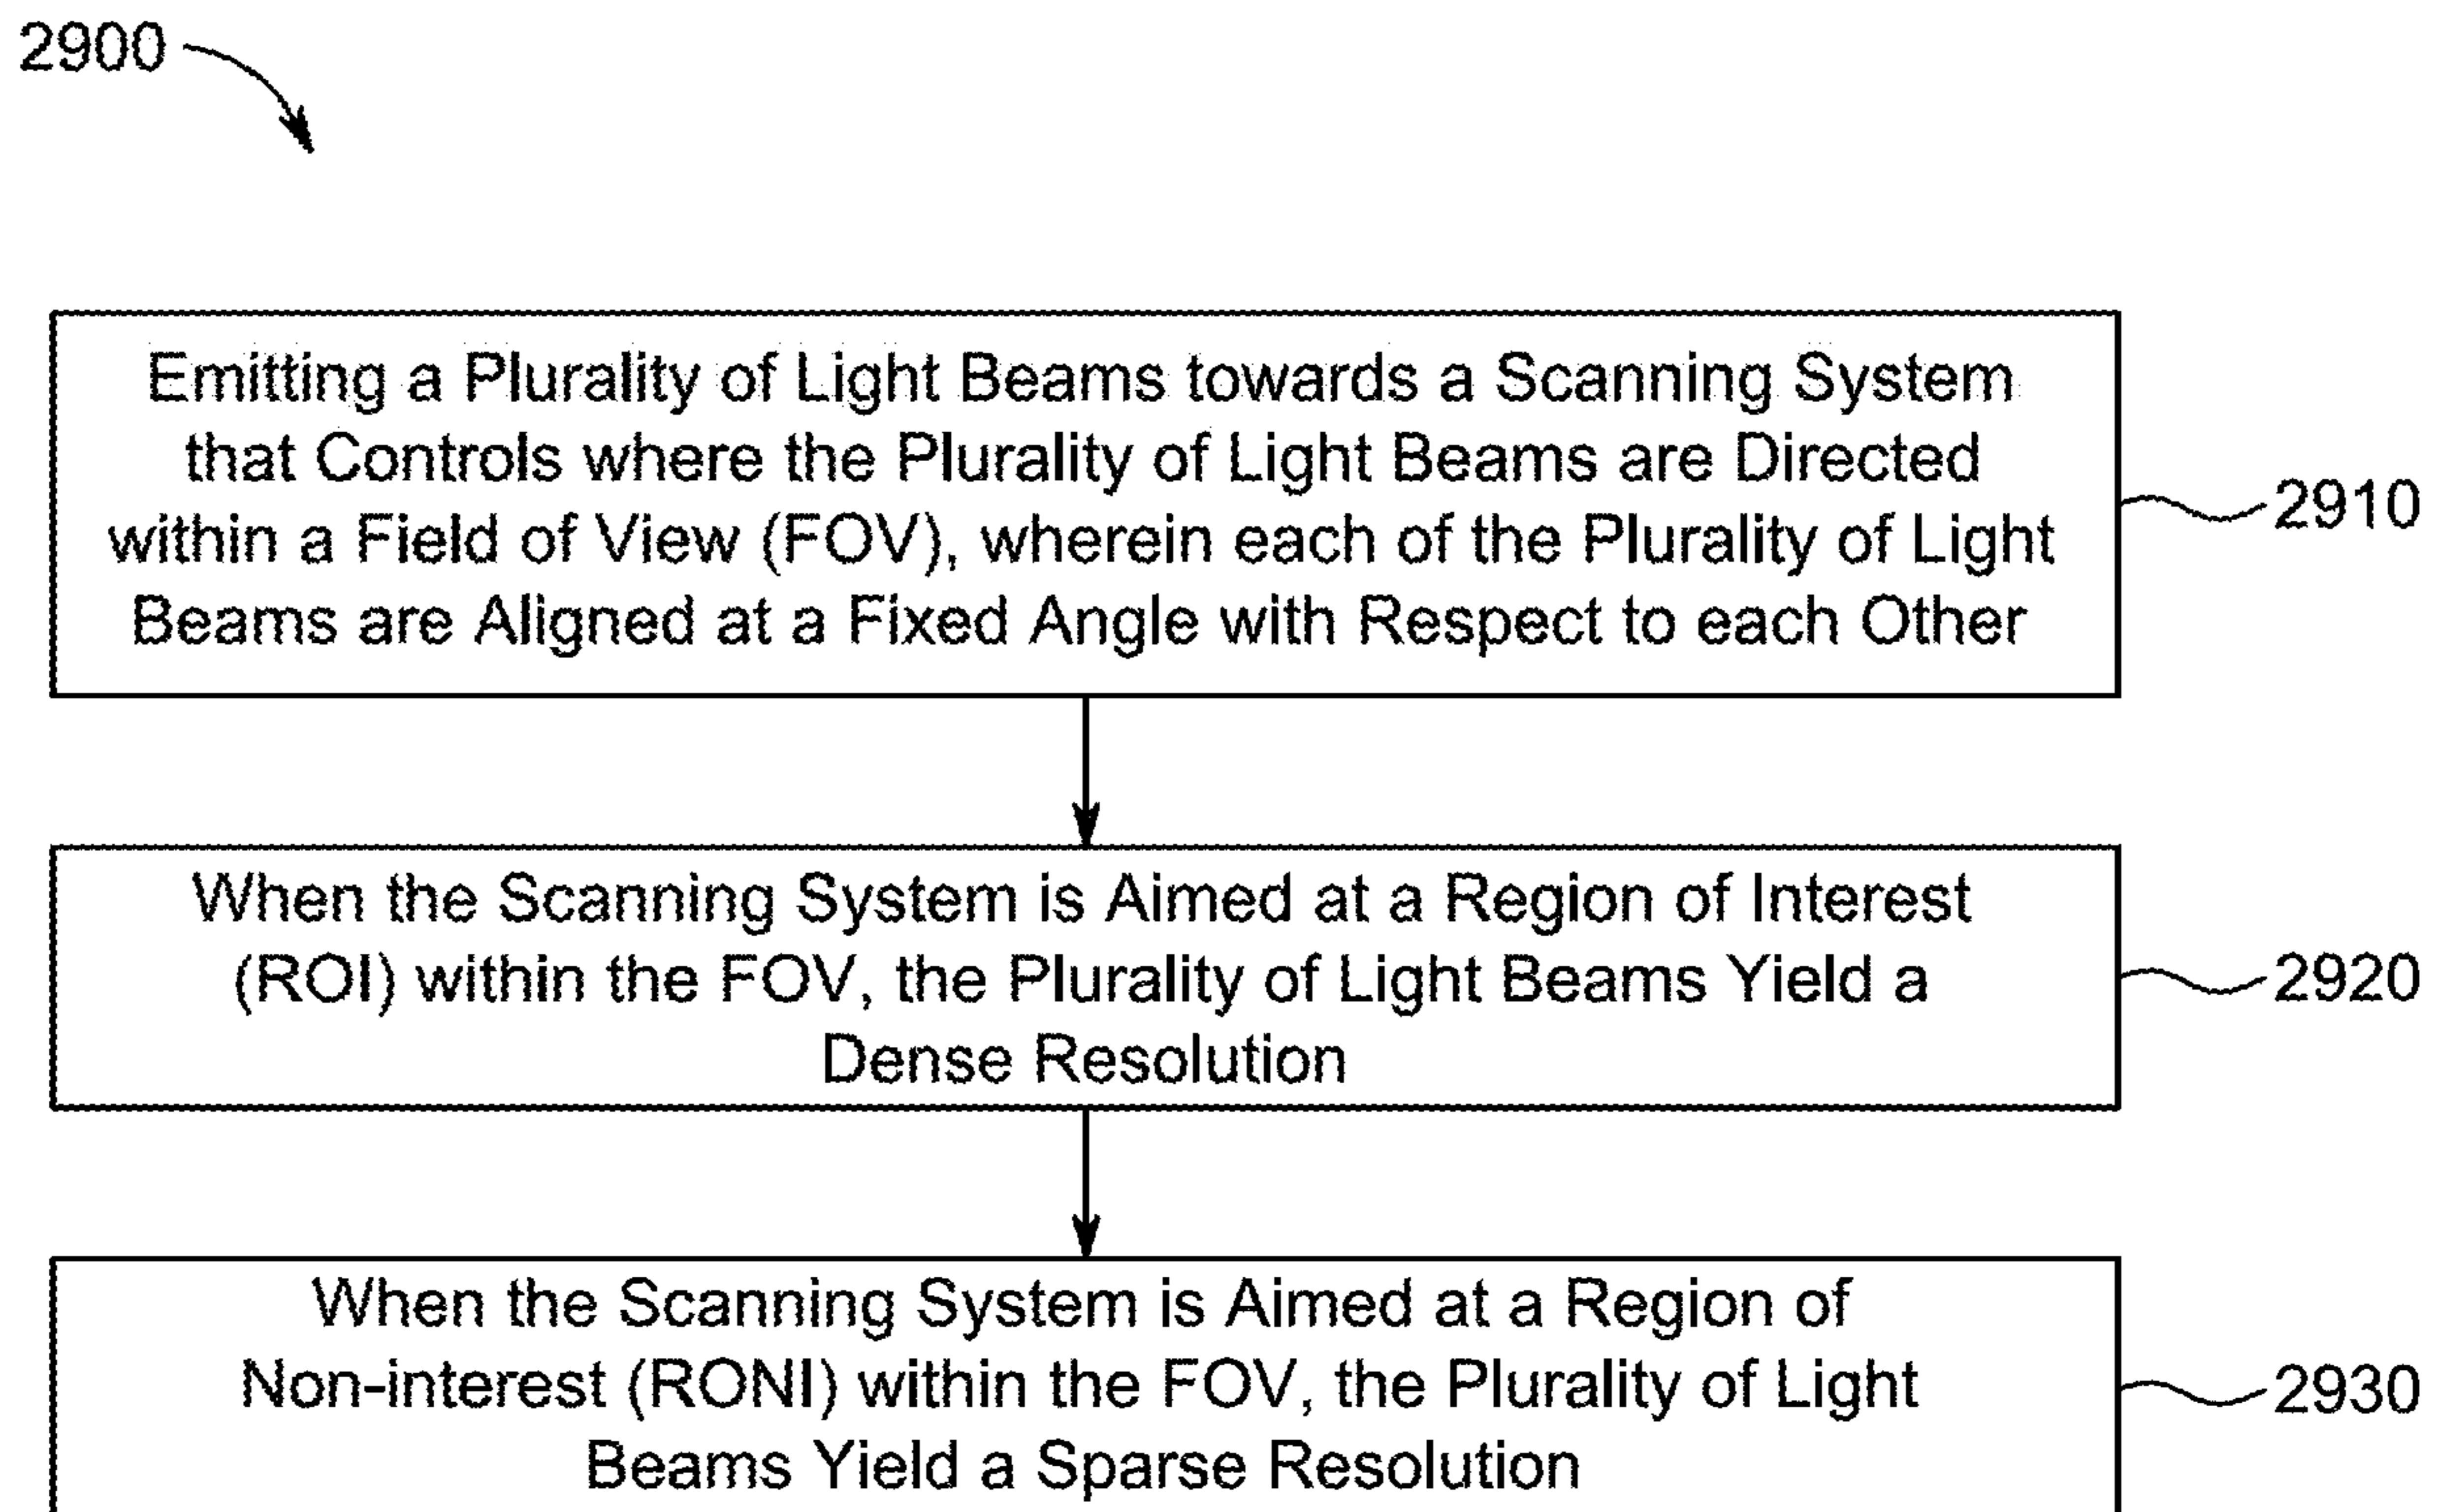 2900
Emitting a Plurality of Light Beams towards a Scanning System
that Controls where the Plurality of Light Beams are Directed
within a Field of View (FOV), wherein each of the Plurality of Light
Beams are Aligned at a Fixed Angle with Respect to each Other
2910
When the Scanning System is Aimed at a Region of Interest
(ROI) within the FOV, the Plurality of Light Beams Yield a
Dense Resolution
2920
When the Scanning System is Aimed at a Region of
Non-interest (RONI) within the FOV, the Plurality of Light
Beams Yield a Sparse Resolution
2930